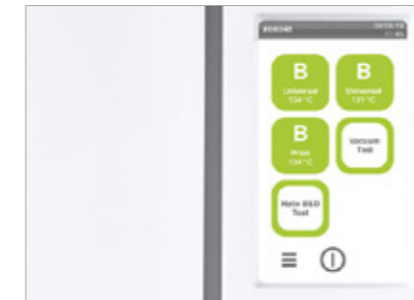 B
Universal
134 °C
B
Universal
121 °C
B
Prion
134 °C
Vacuum
Test
Helix B&D
Test